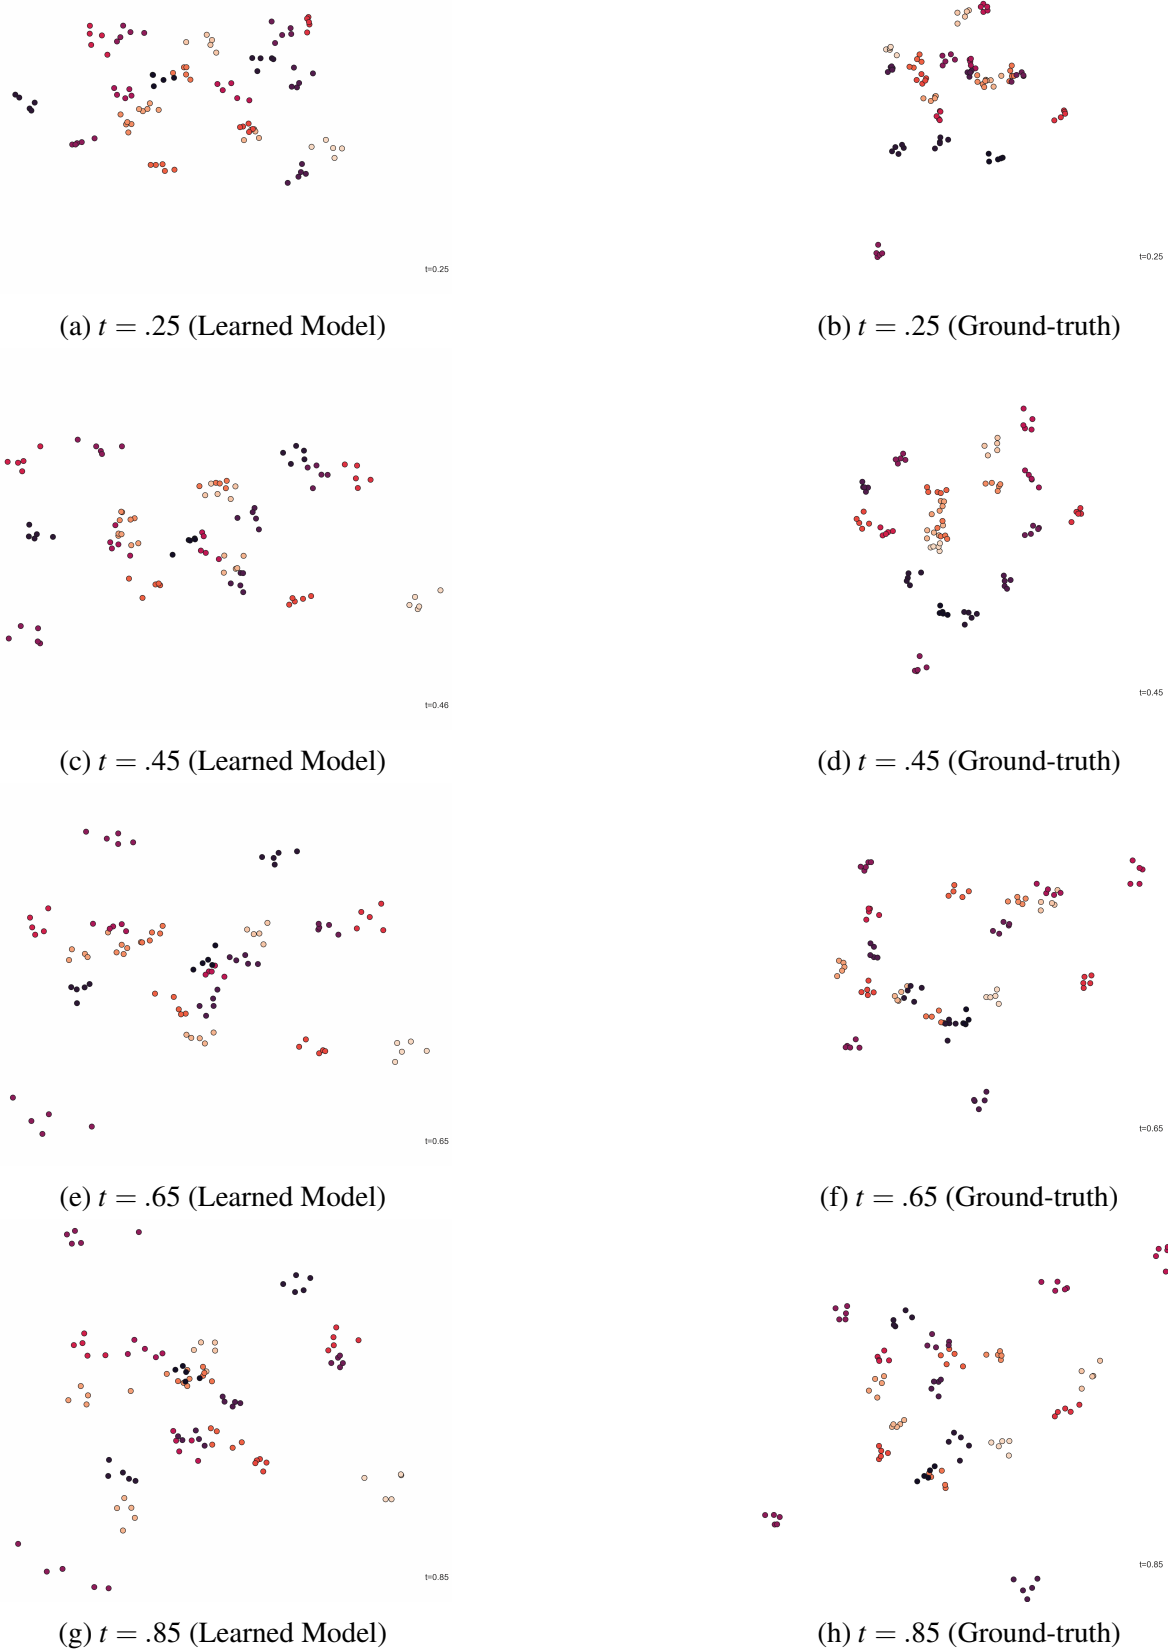 t=0.25
t=0.25
(a) t = .25 (Learned Model)
(b) t = .25 (Ground-truth)
t=0.46
t=0.45
(c) t = .45 (Learned Model)
(d) t = .45 (Ground-truth)
t=0.65
t=0.65
(e) t = .65 (Learned Model)
(f) t = .65 (Ground-truth)
t=0.85
t=0.85
(g) t = .85 (Learned Model)
(h) t = .85 (Ground-truth)